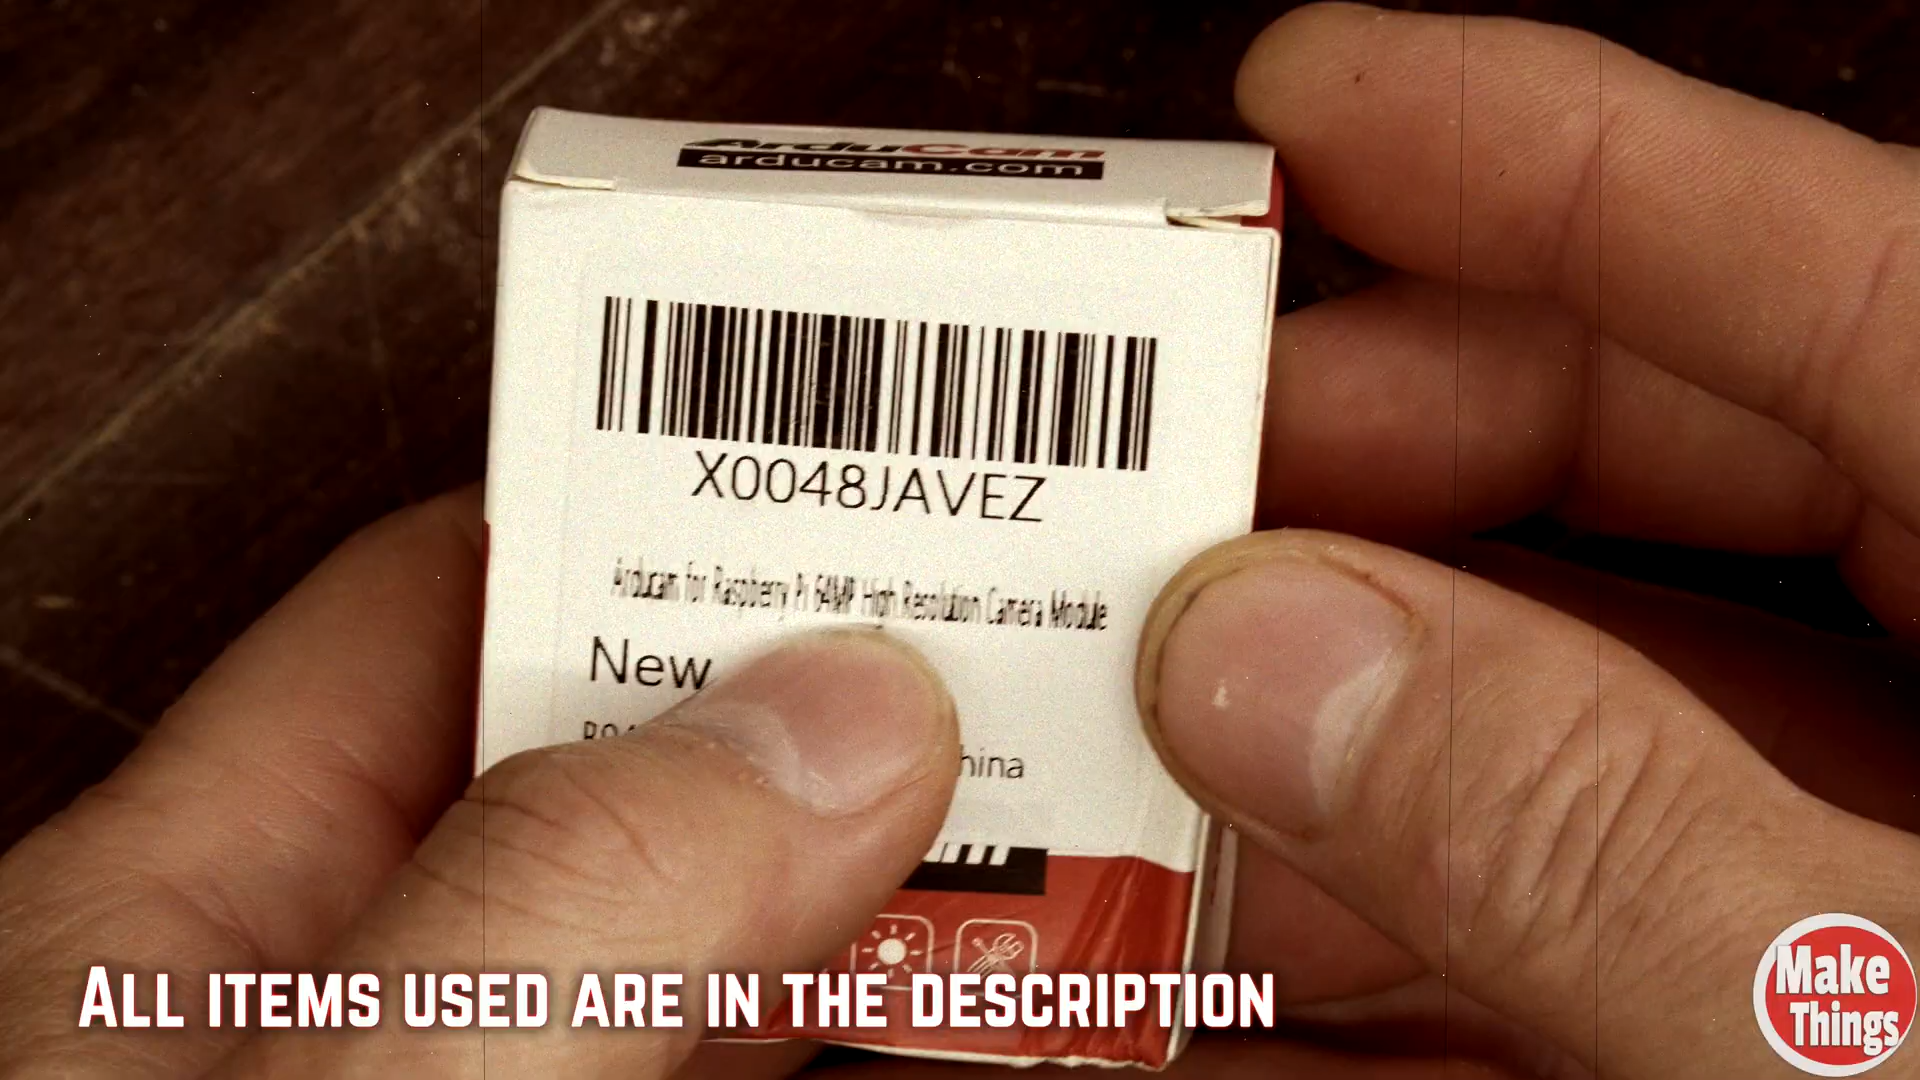 ArduCam
arducam.com
X0048JAVEZ
Arducam for Raspberry Pi 64MP High Resolution Camera Module
New
ALL ITEMS USED ARE IN THE DESCRIPTION
Make
Things